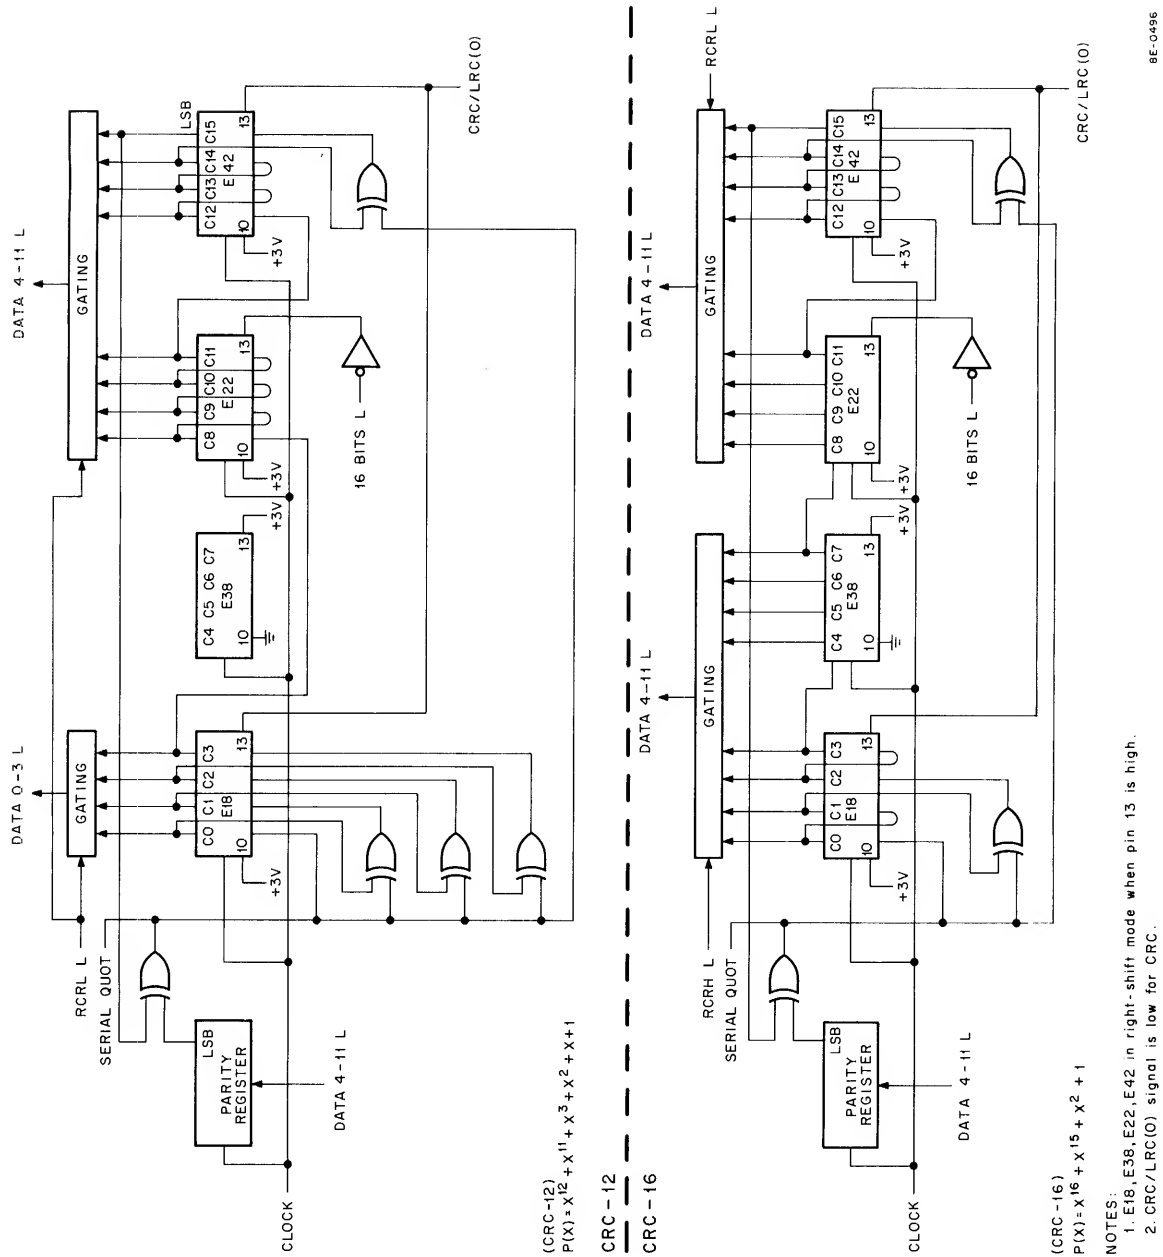 DATA 0-3 L
DATA 4-11 L
GATING
GATING
RCRL L
SERIAL QUOT
LSB
PARITY
REGISTER
DATA 4-11 L
CLOCK
C0 C1 C2 C3
E18
10
13
+3V
C4 C5 C6 C7
E38
10
13
+3V
C8 C9 C10 C11
E22
10
13
+3V
16 BITS L
LSB
C12 C13 C14 C15
E 42
10
13
+3V
CRC/LRC(0)
(CRC-12)
P(X)=X¹²+X¹¹+X³+X²+X+1
CRC-12
CRC-16
DATA 4-11 L
DATA 4-11 L
GATING
GATING
RCRH L
RCRL L
SERIAL QUOT
LSB
PARITY
REGISTER
DATA 4-11 L
CLOCK
C0 C1 C2 C3
E18
10
13
+3V
C4 C5 C6 C7
E38
10
13
+3V
C8 C9 C10 C11
E22
10
13
+3V
16 BITS L
C12 C13 C14 C15
E 42
10
13
+3V
CRC/LRC(0)
(CRC-16)
P(X)=X¹⁶+X¹⁵+X²+1
NOTES:
1. E18,E38,E22,E42 in right-shift mode when pin 13 is high.
2. CRC/LRC(0) signal is low for CRC.
8E-0496